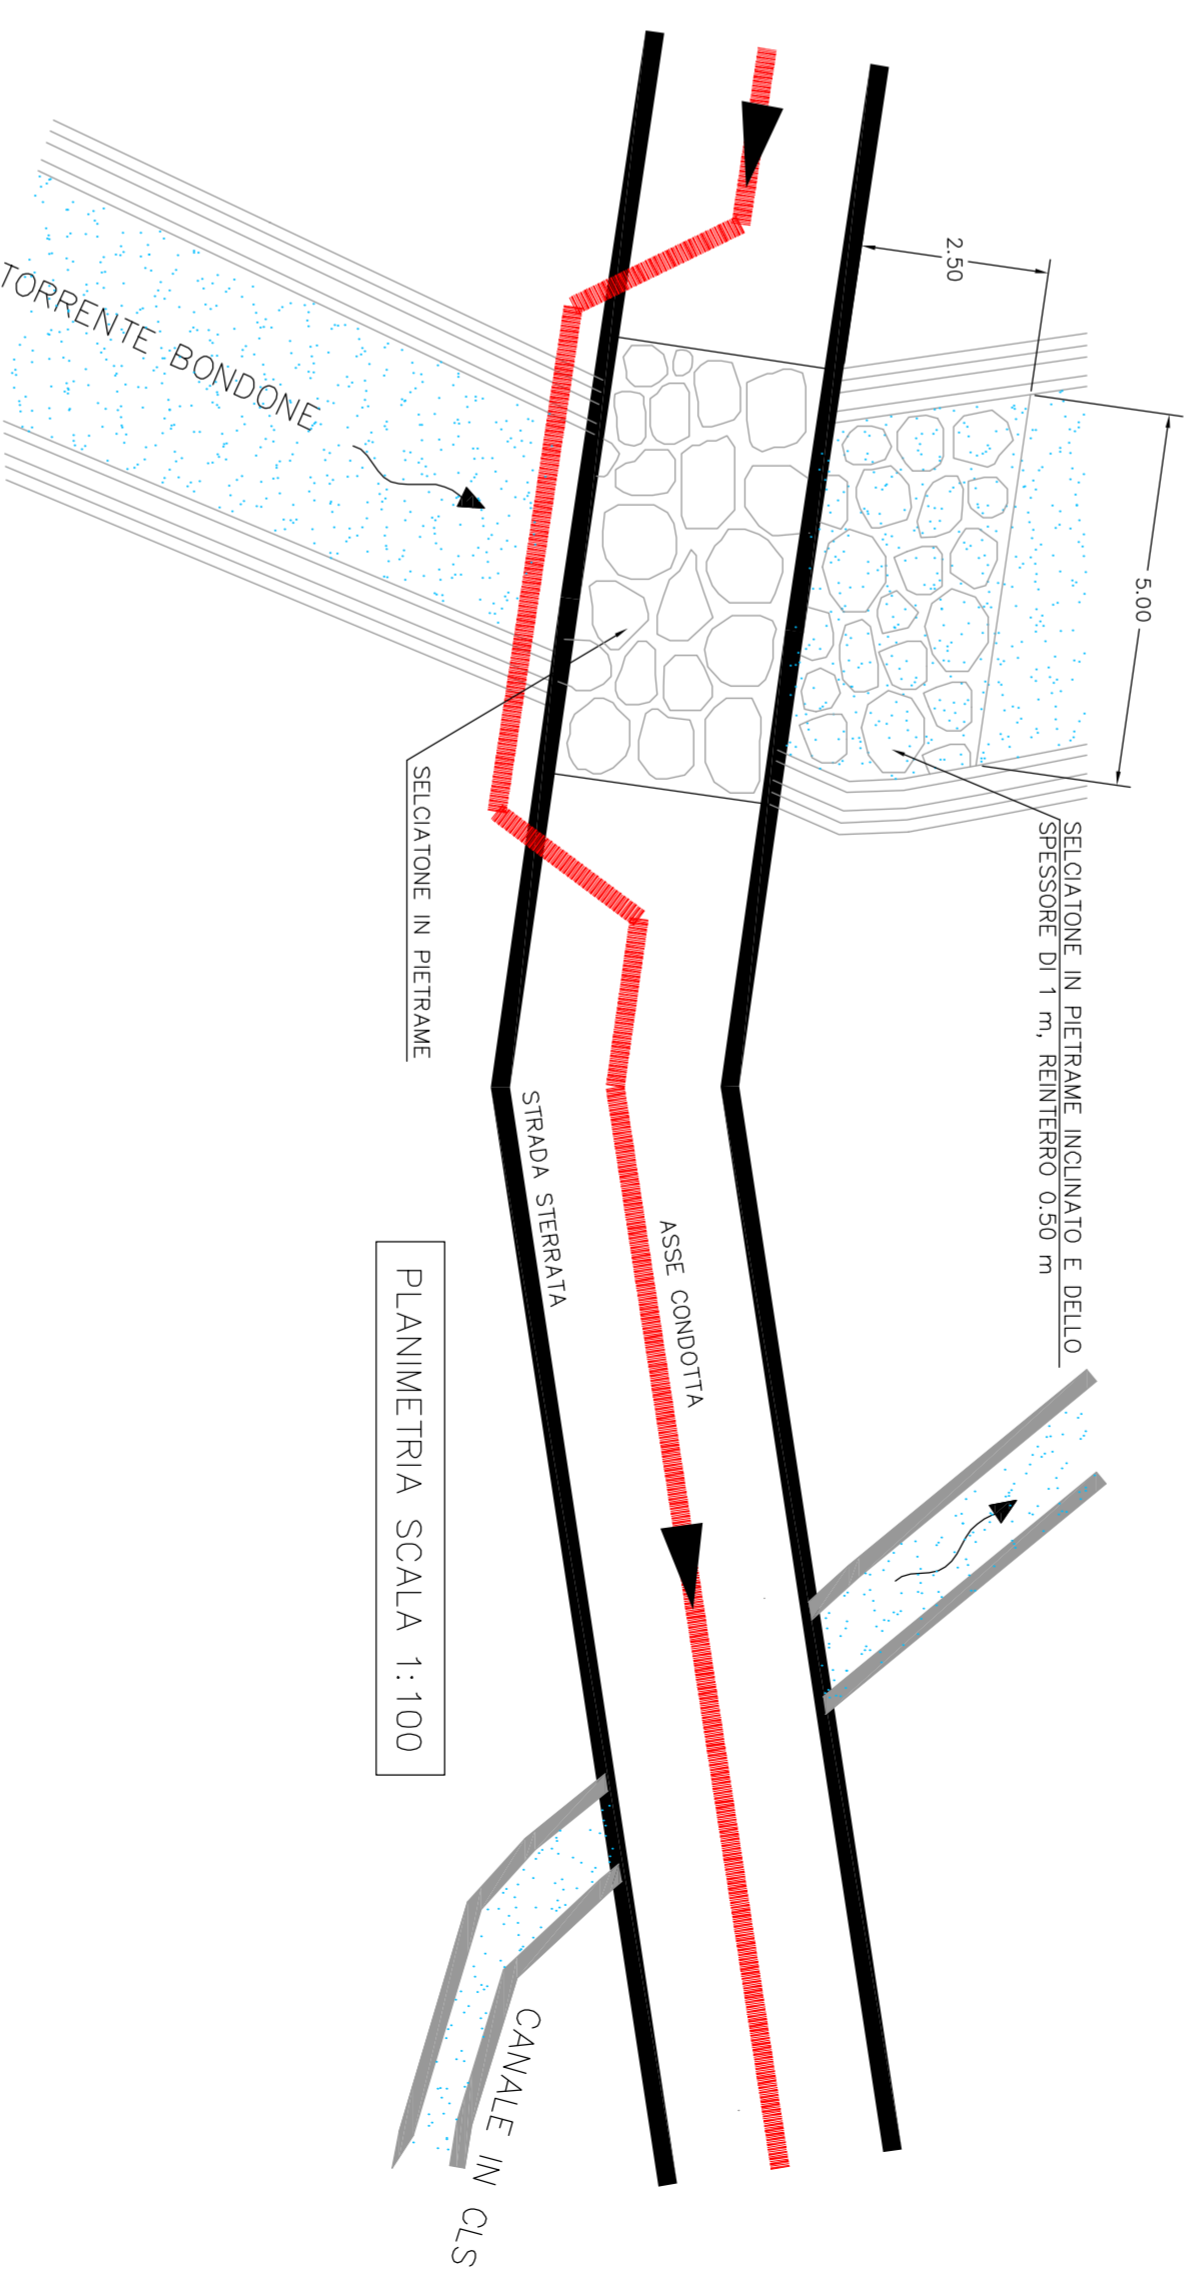 TORRENTE BONDONE
2.50
5.00
SELCIATONE IN PIETRAME INCLINATO E DELLO
SPESSORE DI 1 m, REINTERRO 0.50 m
SELCIATONE IN PIETRAME
STRADA STERRATA
ASSE CONDOTTA
PLANIMETRIA SCALA 1:100
CANALE IN CLS